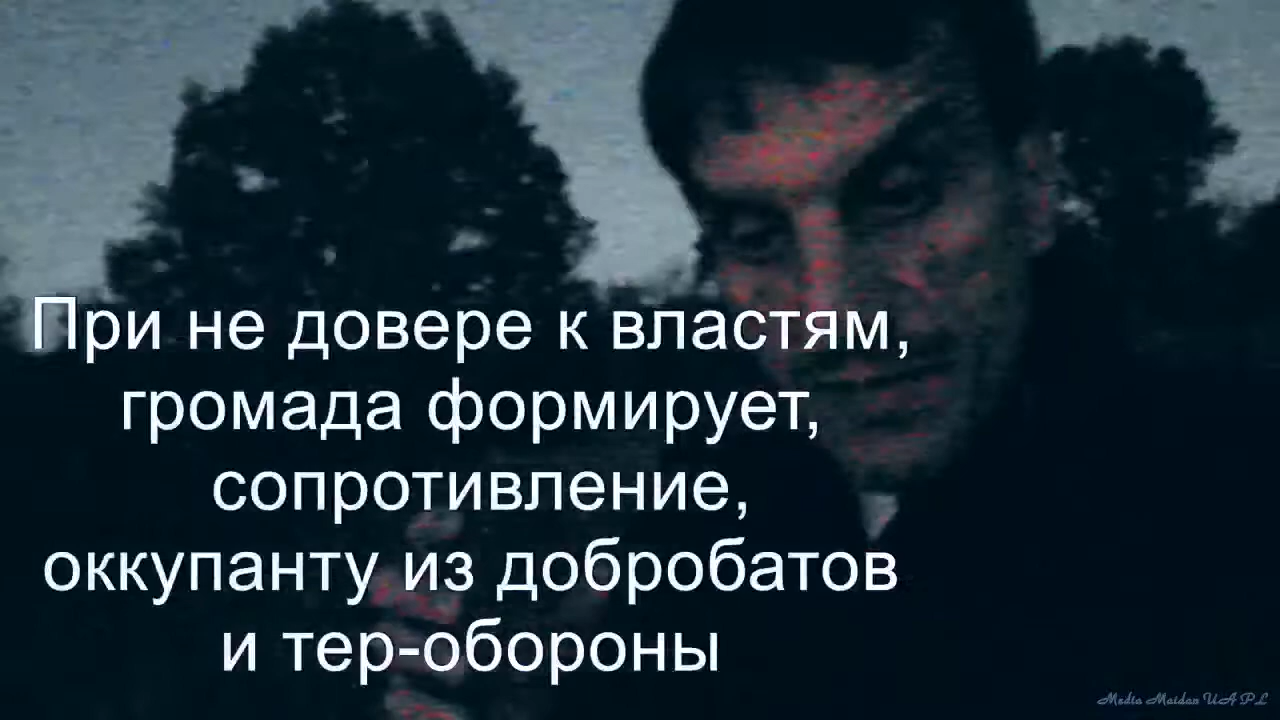 При не довере к властям,
громада формирует,
сопротивление,
оккупанту из добробатов
и тер-обороны
Media Maidan UA PL